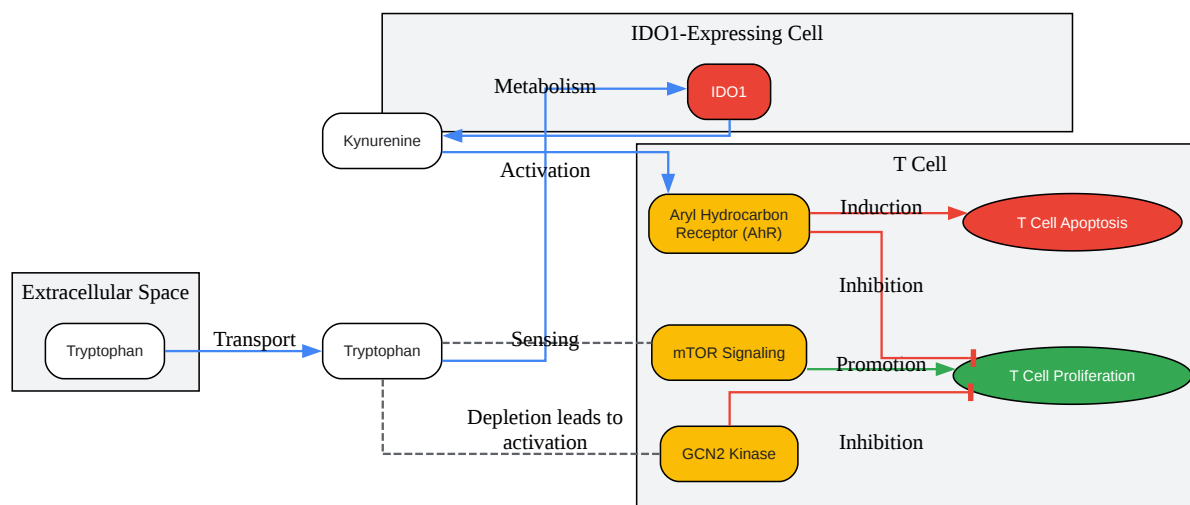 IDO1-Expressing Cell
Metabolism
IDO1
Kynurenine
Activation
T Cell
Aryl Hydrocarbon
Receptor (AhR)
Induction
T Cell Apoptosis
Inhibition
Extracellular Space
Tryptophan
Transport
Tryptophan
Sensing
mTOR Signaling
Promotion
T Cell Proliferation
Depletion leads to
activation
GCN2 Kinase
Inhibition